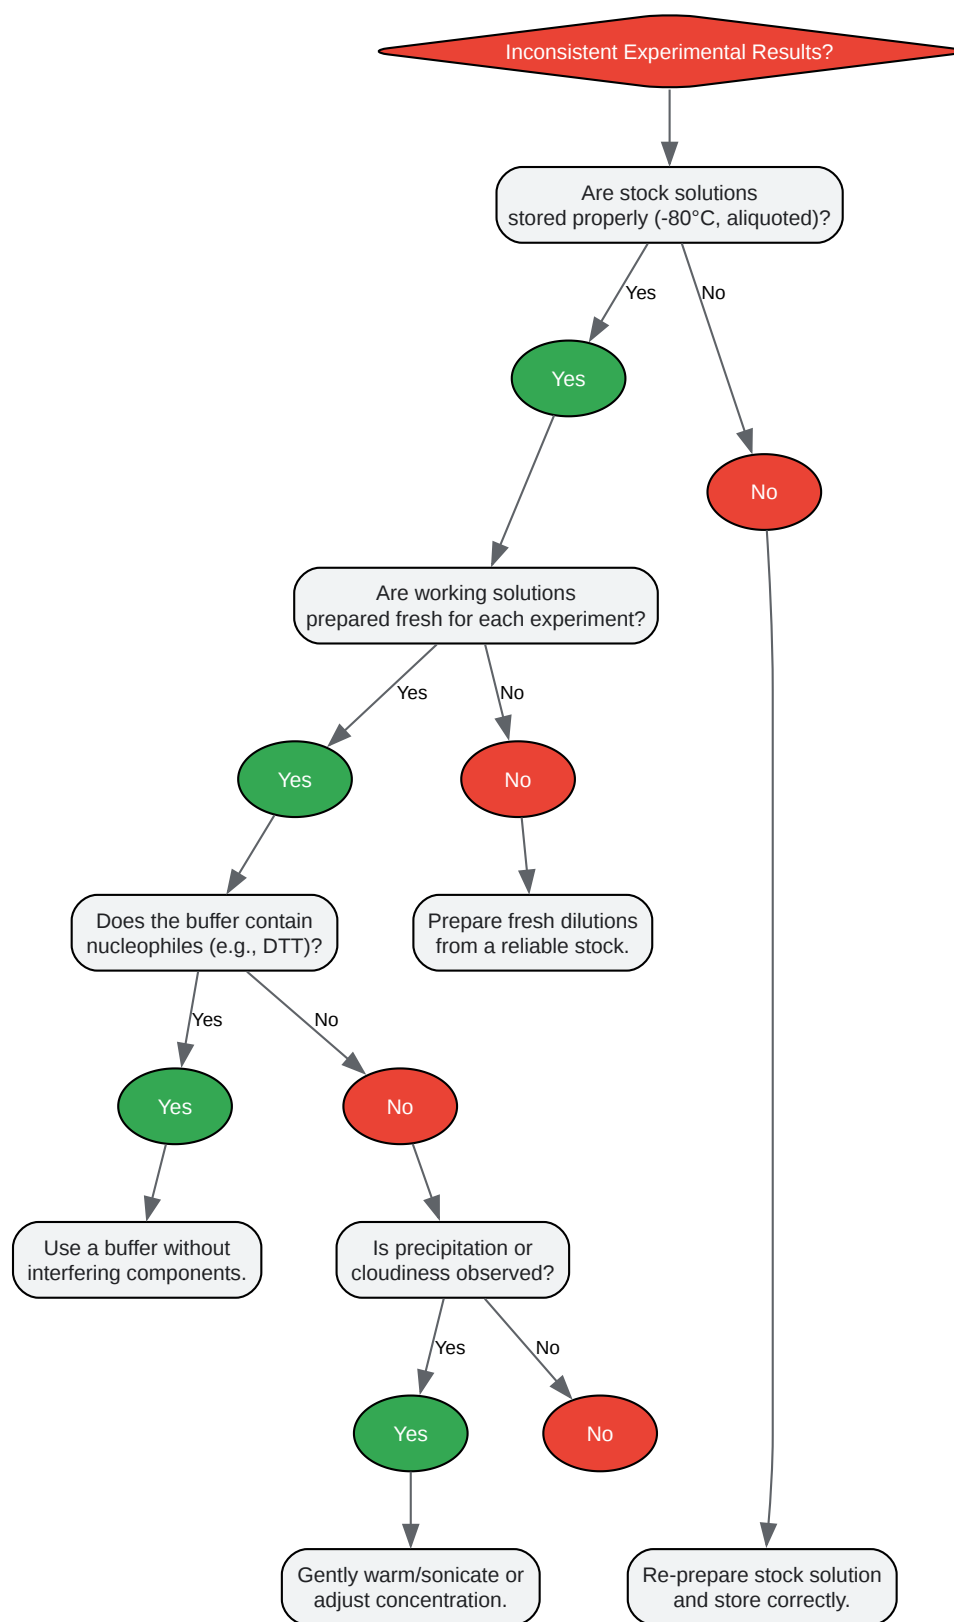 Inconsistent Experimental Results?
Are stock solutions
stored properly (-80°C, aliquoted)?
Yes
No
Yes
No
Are working solutions
prepared fresh for each experiment?
Yes
No
Yes
No
Does the buffer contain
nucleophiles (e.g., DTT)?
Prepare fresh dilutions
from a reliable stock.
Yes
No
Yes
No
Use a buffer without
interfering components.
Is precipitation or
cloudiness observed?
Yes
No
Yes
No
Gently warm/sonicate or
adjust concentration.
Re-prepare stock solution
and store correctly.